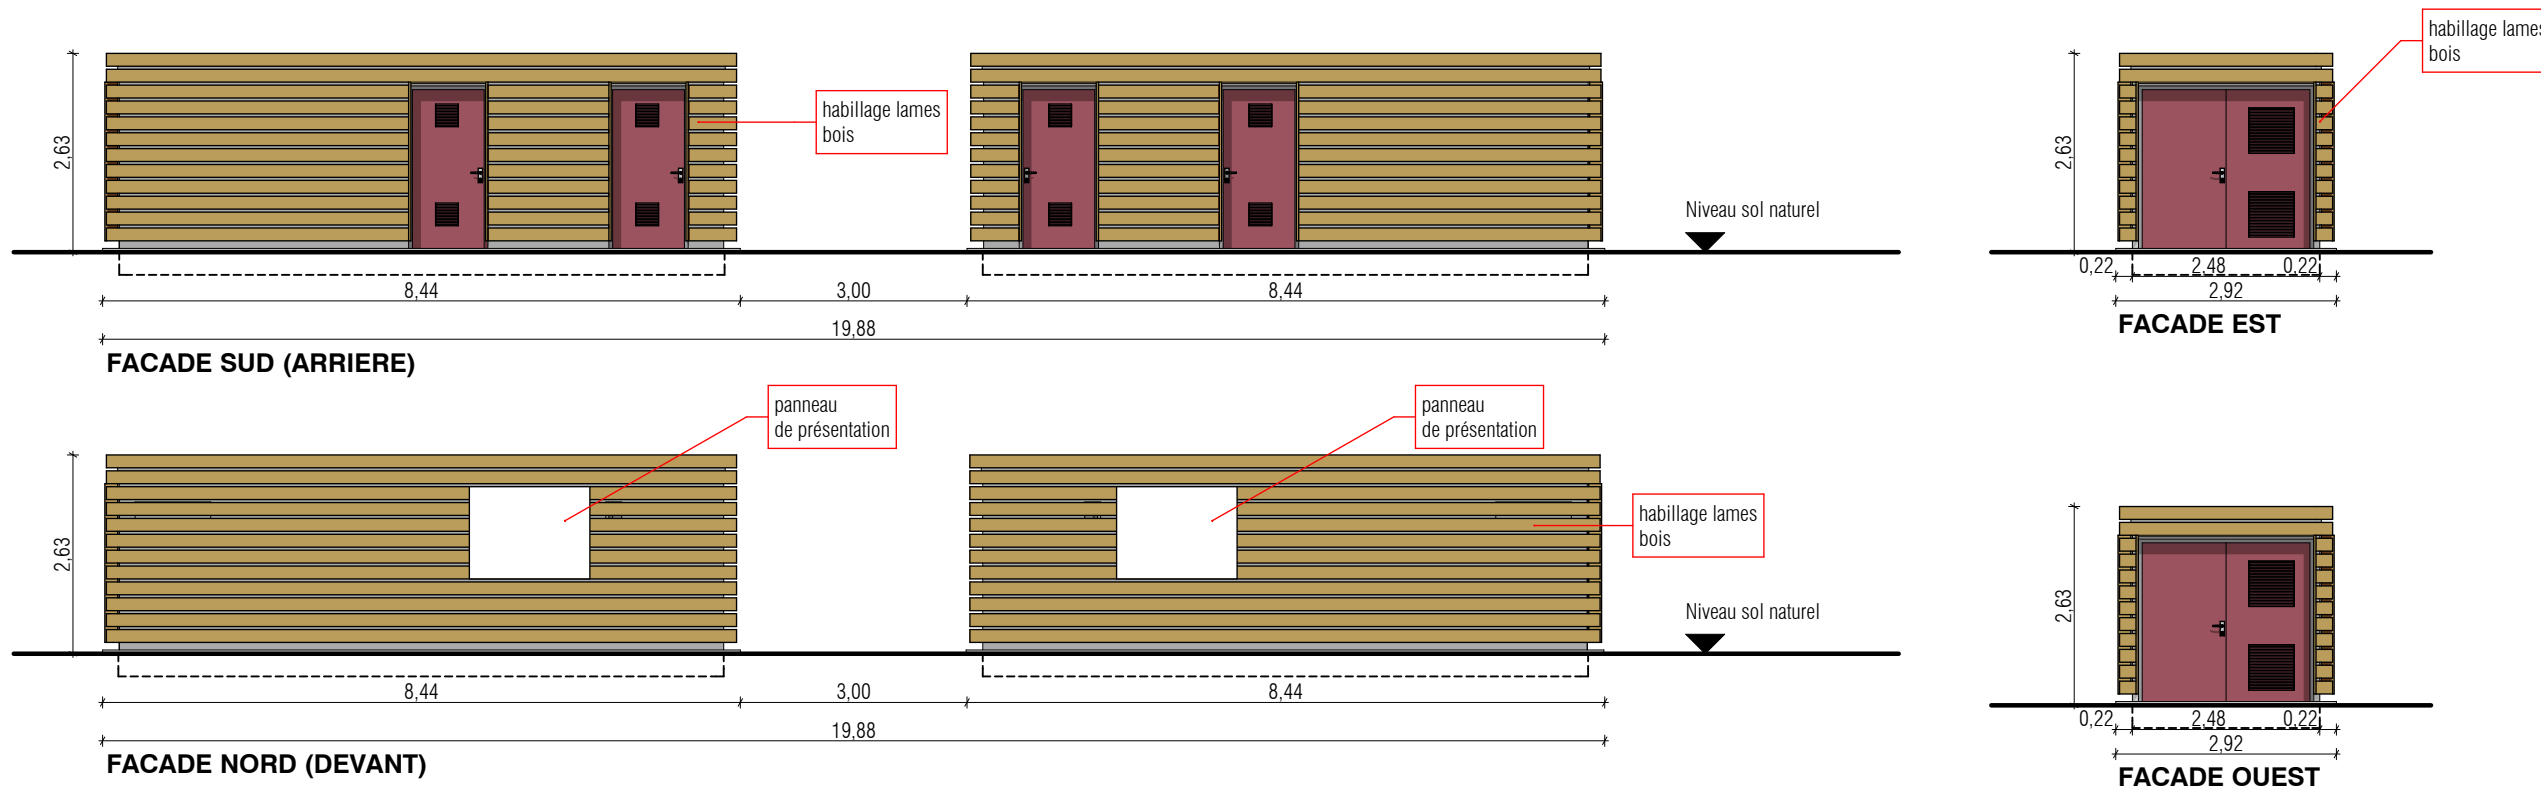 2,63
habillage lames
bois
Niveau sol naturel
8,44
3,00
8,44
19,88
FACADE SUD (ARRIERE)
habillage lames
bois
2,63
0,22
2,48
0,22
2,92
FACADE EST
panneau
de présentation
panneau
de présentation
2,63
habillage lames
bois
Niveau sol naturel
8,44
3,00
8,44
19,88
FACADE NORD (DEVANT)
2,63
0,22
2,48
0,22
2,92
FACADE OUEST